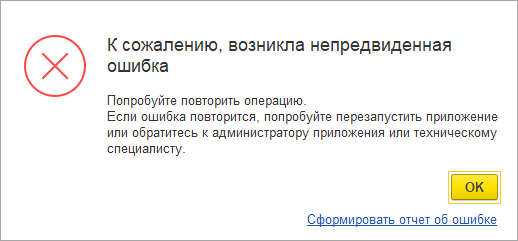 К сожалению, возникла непредвиденная
ошибка
Попробуйте повторить операцию.
Если ошибка повторится, попробуйте перезапустить приложение
или обратитесь к администратору приложения или техническому
специалисту.
OK
Сформировать отчет об ошибке